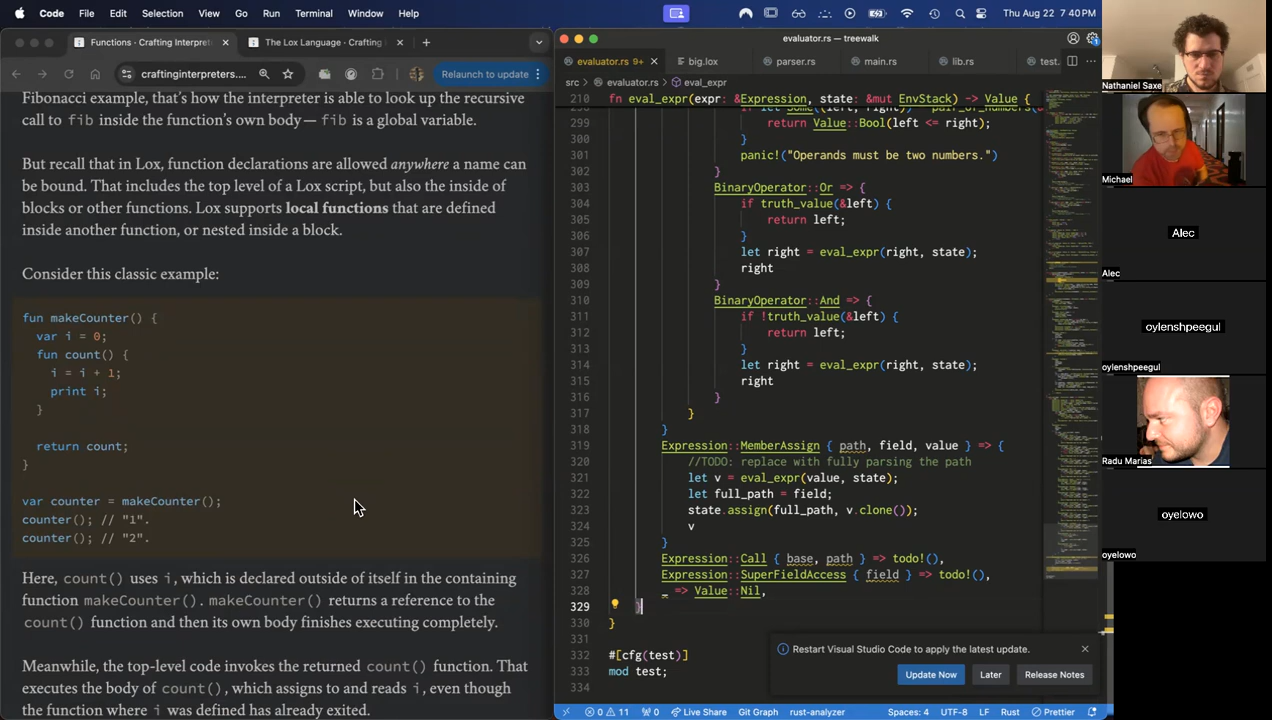 Code File Edit Selection View Go Run Terminal Window Help Thu Aug 22 7:40 PM
Functions · Crafting Interpret
The Lox Language · Crafting
craftinginterpreters....
Relaunch to update
Fibonacci example, that's how the interpreter is able to look up the recursive
call to fib inside the function's own body— fib is a global variable.
But recall that in Lox, function declarations are allowed anywhere a name can
be bound. That includes the top level of a Lox script, but also the inside of
blocks or other functions. Lox supports local functions that are defined
inside another function, or nested inside a block.
Consider this classic example:
fun makeCounter() {
var i = 0;
fun count() {
i = i + 1;
print i;
}
return count;
}
var counter = makeCounter();
counter(); // "1".
counter(); // "2".
Here, count() uses i, which is declared outside of itself in the containing
function makeCounter(). makeCounter() returns a reference to the
count() function and then its own body finishes executing completely.
Meanwhile, the top-level code invokes the returned count() function. That
executes the body of count(), which assigns to and reads i, even though
the function where i was defined has already exited.
evaluator.rs — treewalk
evaluator.rs 9+
big.lox
parser.rs
main.rs
lib.rs
test.
src > evaluator.rs > eval_expr
210 fn eval_expr(expr: &Expression, state: &mut EnvStack) -> Value {
299 return Value::Bool(left <= right);
300 }
301 panic!("Operands must be two numbers.")
302 }
303 BinaryOperator::Or => {
304 if truth_value(&left) {
305 return left;
306 }
307 let right = eval_expr(right, state);
308 right
309 }
310 BinaryOperator::And => {
311 if !truth_value(&left) {
312 return left;
313 }
314 let right = eval_expr(right, state);
315 right
316 }
317 }
318 }
319 Expression::MemberAssign { path, field, value } => {
320 //TODO: replace with fully parsing the path
321 let v = eval_expr(value, state);
322 let full_path = field;
323 state.assign(full_path, v.clone());
324 v
325 }
326 Expression::Call { base, path } => todo!(),
327 Expression::SuperFieldAccess { field } => todo!(),
328 _ => Value::Nil,
329 }
330 }
331
332 #[cfg(test)]
333 mod test;
334
Restart Visual Studio Code to apply the latest update.
Update Now
Later
Release Notes
0 11 0 Live Share Git Graph rust-analyzer Spaces: 4 UTF-8 LF Rust Prettier
Nathaniel Saxe
Michael
Alec
Alec
oylenshpeegul
oylenshpeegul
Radu Marias
oyelowo
oyelowo